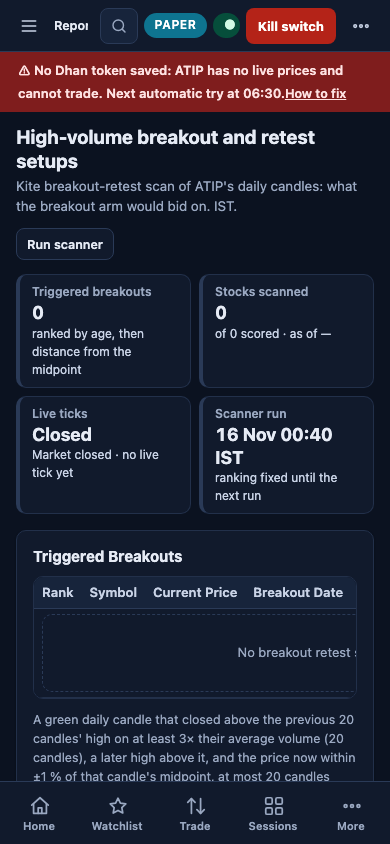 Repor
PAPER
Kill switch
⚠ No Dhan token saved: ATIP has no live prices and
cannot trade. Next automatic try at 06:30.How to fix
High-volume breakout and retest
setups
Kite breakout-retest scan of ATIP's daily candles: what
the breakout arm would bid on. IST.
Run scanner
Triggered breakouts
0
ranked by age, then
distance from the
midpoint
Stocks scanned
0
of 0 scored · as of —
Live ticks
Closed
Market closed · no live
tick yet
Scanner run
16 Nov 00:40
IST
ranking fixed until the
next run
Triggered Breakouts
Rank Symbol Current Price Breakout Date
No breakout retest s
A green daily candle that closed above the previous 20
candles' high on at least 3× their average volume (20
candles), a later high above it, and the price now within
±1 % of that candle's midpoint, at most 20 candles
Home Watchlist Trade Sessions More